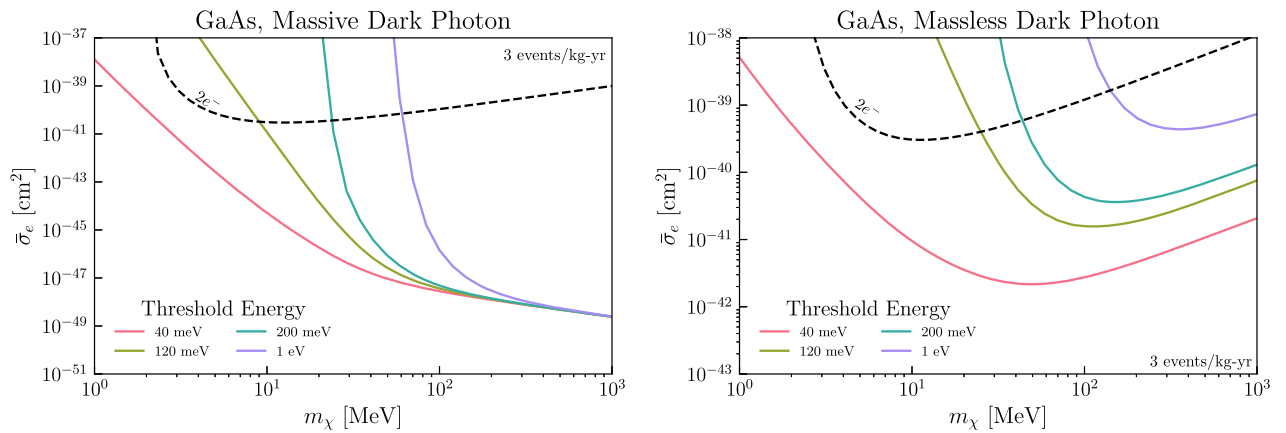 GaAs, Massive Dark Photon
10⁻³⁷
10⁻³⁹
10⁻⁴¹
10⁻⁴³
10⁻⁴⁵
10⁻⁴⁷
10⁻⁴⁹
10⁻⁵¹
σ̄ₑ [cm²]
3 events/kg-yr
2e⁻
Threshold Energy
40 meV
120 meV
200 meV
1 eV
10⁰ 10¹ 10² 10³
m_χ [MeV]
GaAs, Massless Dark Photon
10⁻³⁸
10⁻³⁹
10⁻⁴⁰
10⁻⁴¹
10⁻⁴²
10⁻⁴³
σ̄ₑ [cm²]
2e⁻
Threshold Energy
40 meV
120 meV
200 meV
1 eV
3 events/kg-yr
10⁰ 10¹ 10² 10³
m_χ [MeV]